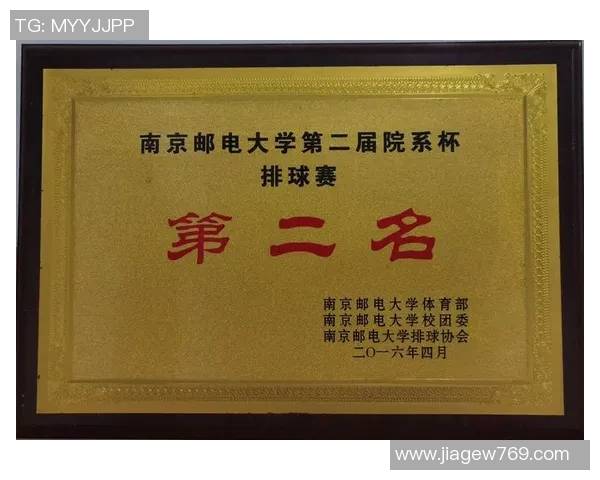 TG: MYYJJPP
南京邮电大学第二届院系杯
排球赛
第二名
南京邮电大学体育部
南京邮电大学校团委
南京邮电大学排球协会
二〇一六年四月
www.jiagew769.com